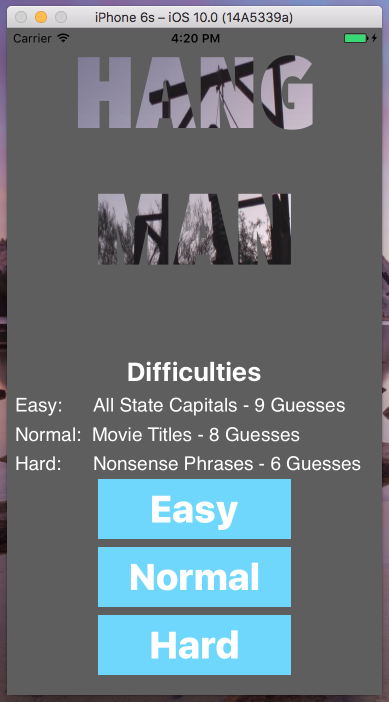 iPhone 6s – iOS 10.0 (14A5339a)
Carrier 4:20 PM
HANG
MAN
Difficulties
Easy: All State Capitals - 9 Guesses
Normal: Movie Titles - 8 Guesses
Hard: Nonsense Phrases - 6 Guesses
Easy
Normal
Hard